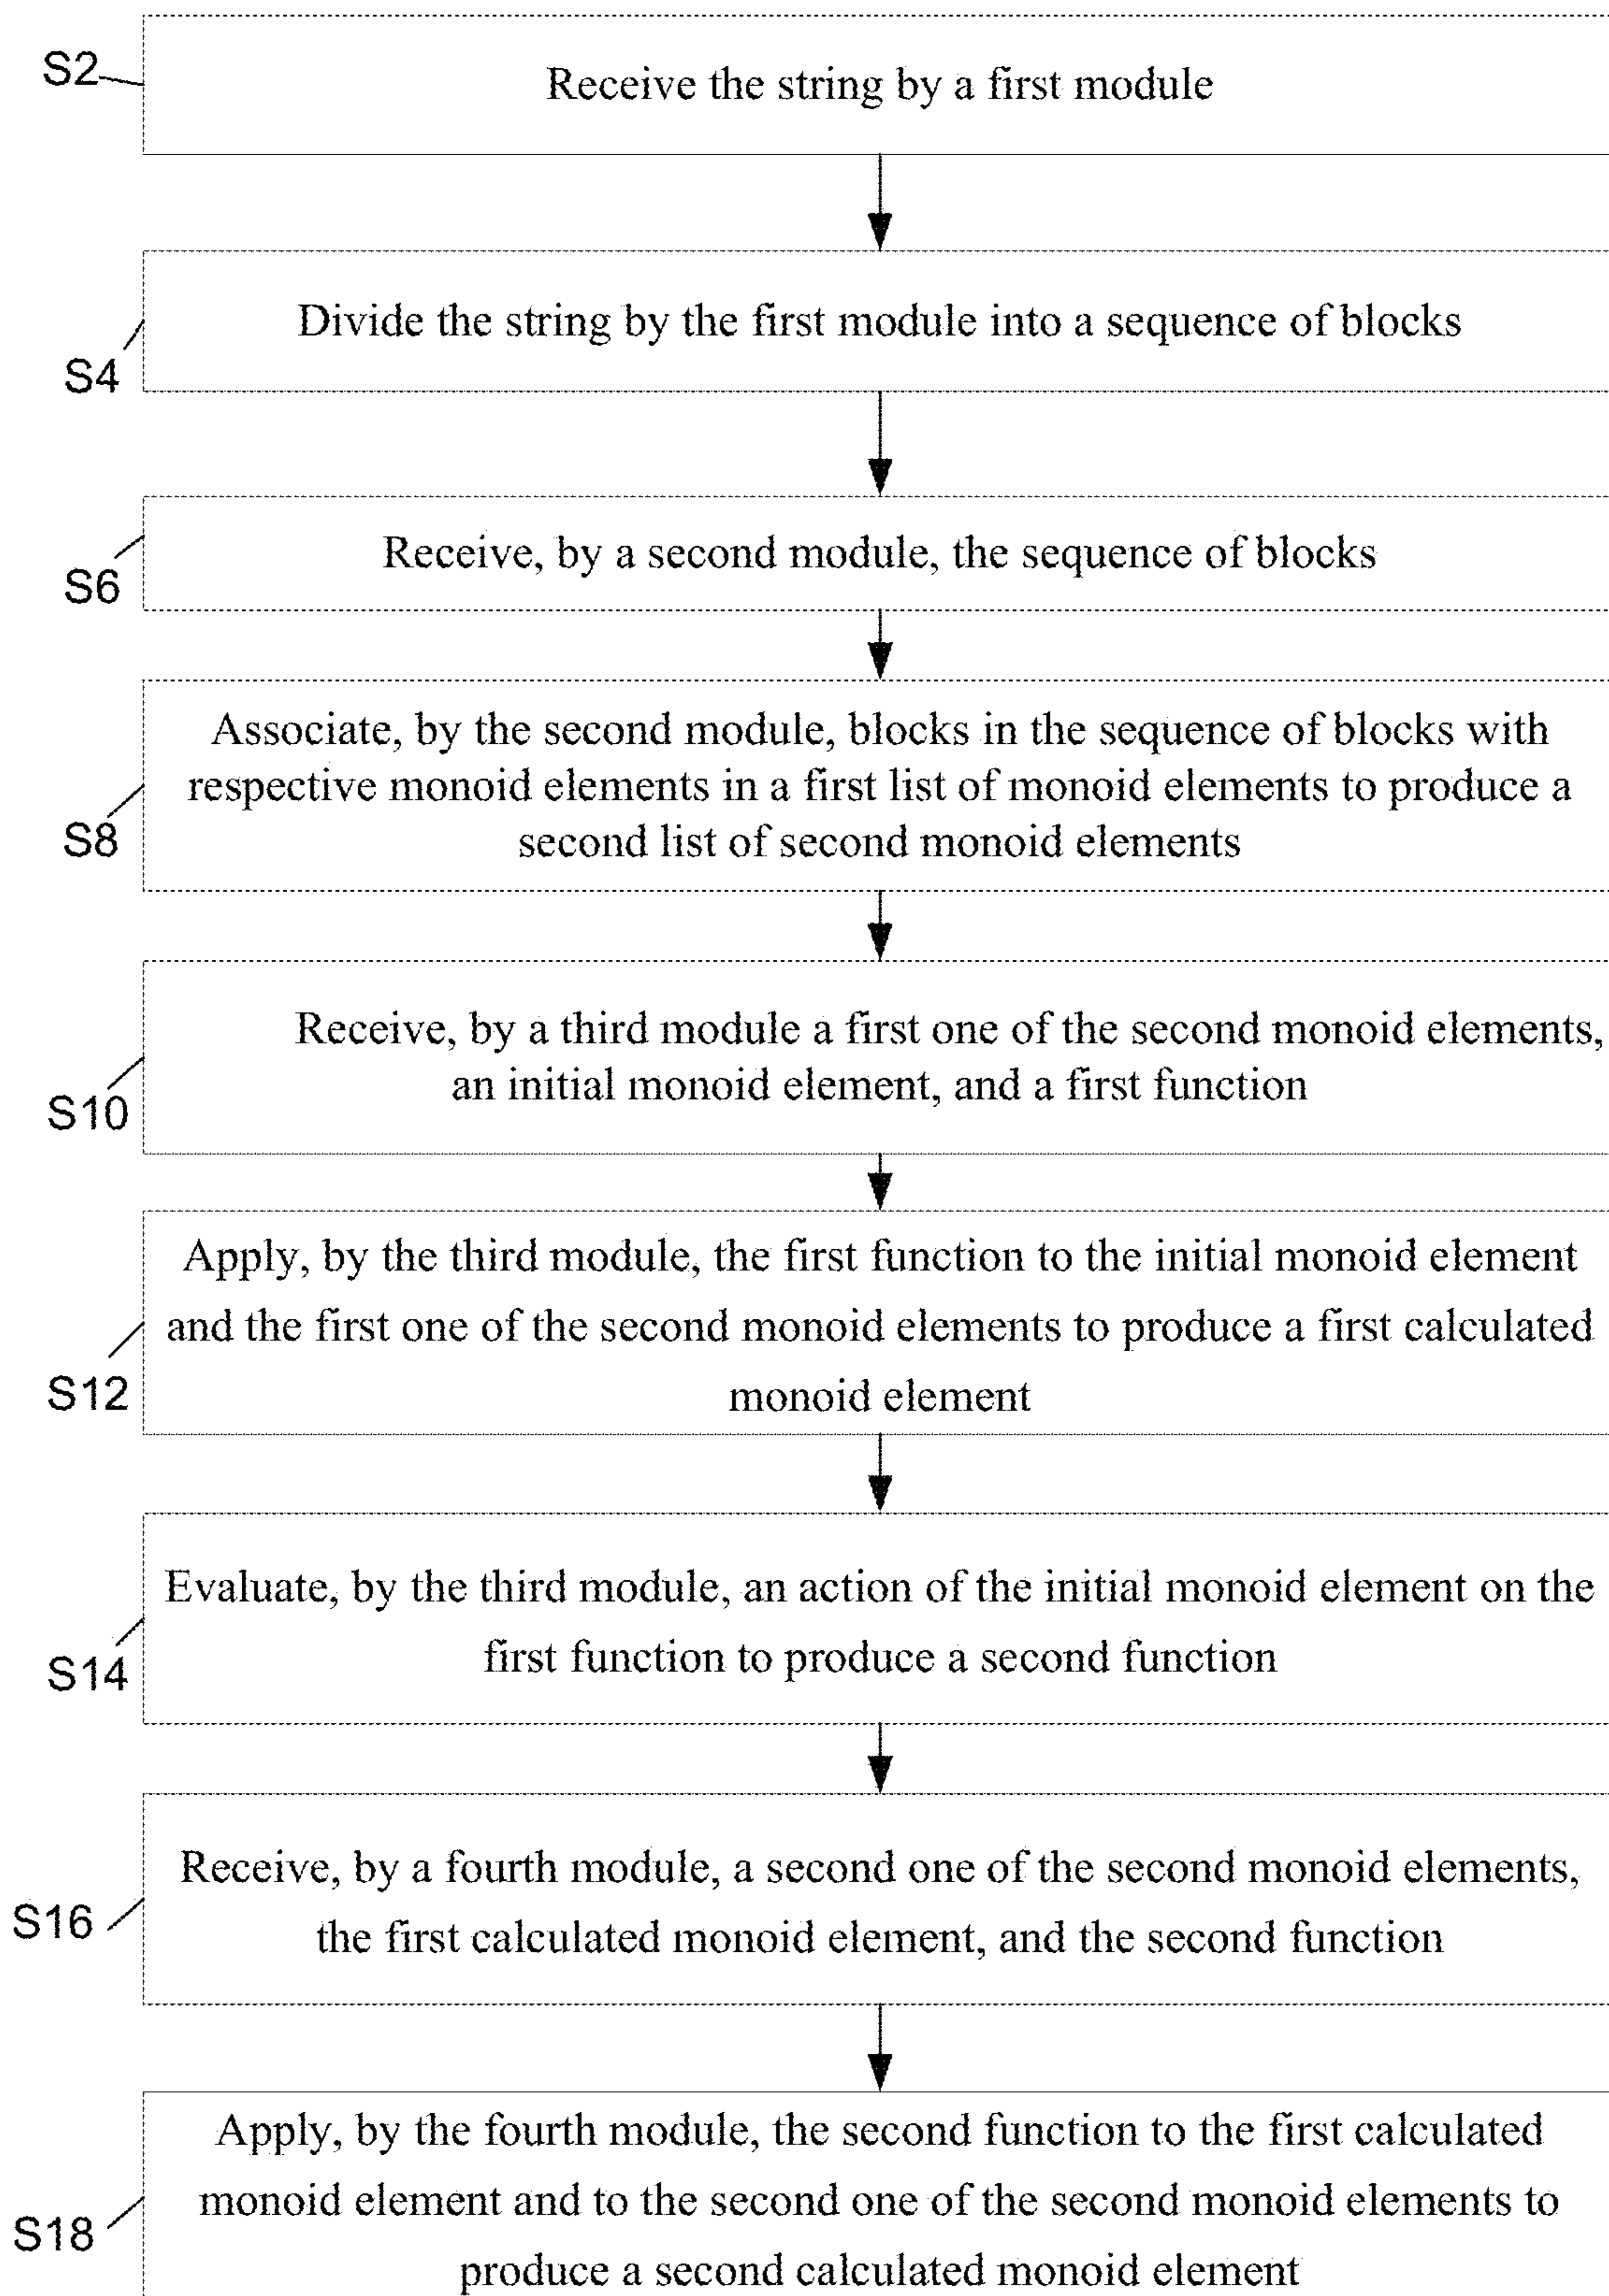 S2
Receive the string by a first module
Divide the string by the first module into a sequence of blocks
S4
Receive, by a second module, the sequence of blocks
S6
Associate, by the second module, blocks in the sequence of blocks with
respective monoid elements in a first list of monoid elements to produce a
second list of second monoid elements
S8
Receive, by a third module a first one of the second monoid elements,
an initial monoid element, and a first function
S10
Apply, by the third module, the first function to the initial monoid element
and the first one of the second monoid elements to produce a first calculated
monoid element
S12
Evaluate, by the third module, an action of the initial monoid element on the
first function to produce a second function
S14
Receive, by a fourth module, a second one of the second monoid elements,
the first calculated monoid element, and the second function
S16
Apply, by the fourth module, the second function to the first calculated
monoid element and to the second one of the second monoid elements to
produce a second calculated monoid element
S18